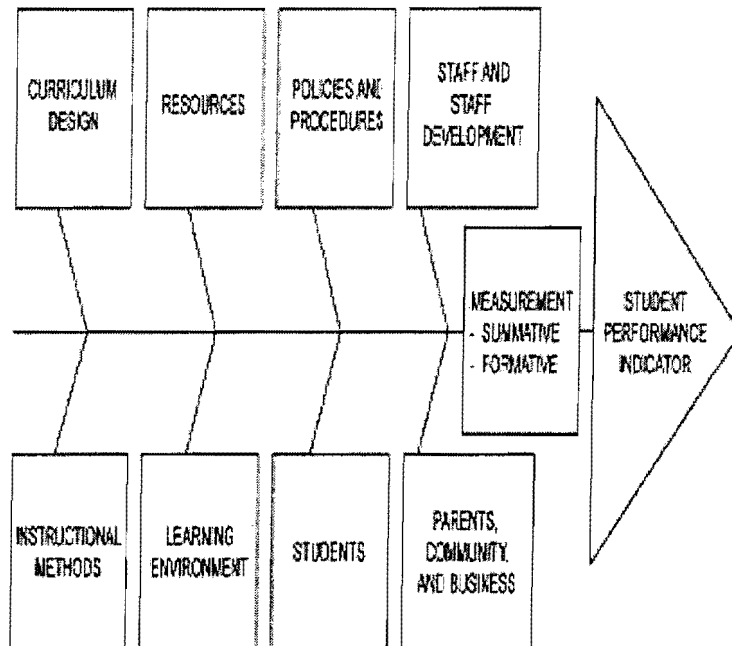 CURRICULUM
DESIGN
RESOURCES
POLICIES AND
PROCEDURES
STAFF AND
STAFF
DEVELOPMENT
MEASUREMENT
- SUMMATIVE
- FORMATIVE
STUDENT
PERFORMANCE
INDICATOR
INSTRUCTIONAL
METHODS
LEARNING
ENVIRONMENT
STUDENTS
PARENTS,
COMMUNITY,
AND BUSINESS